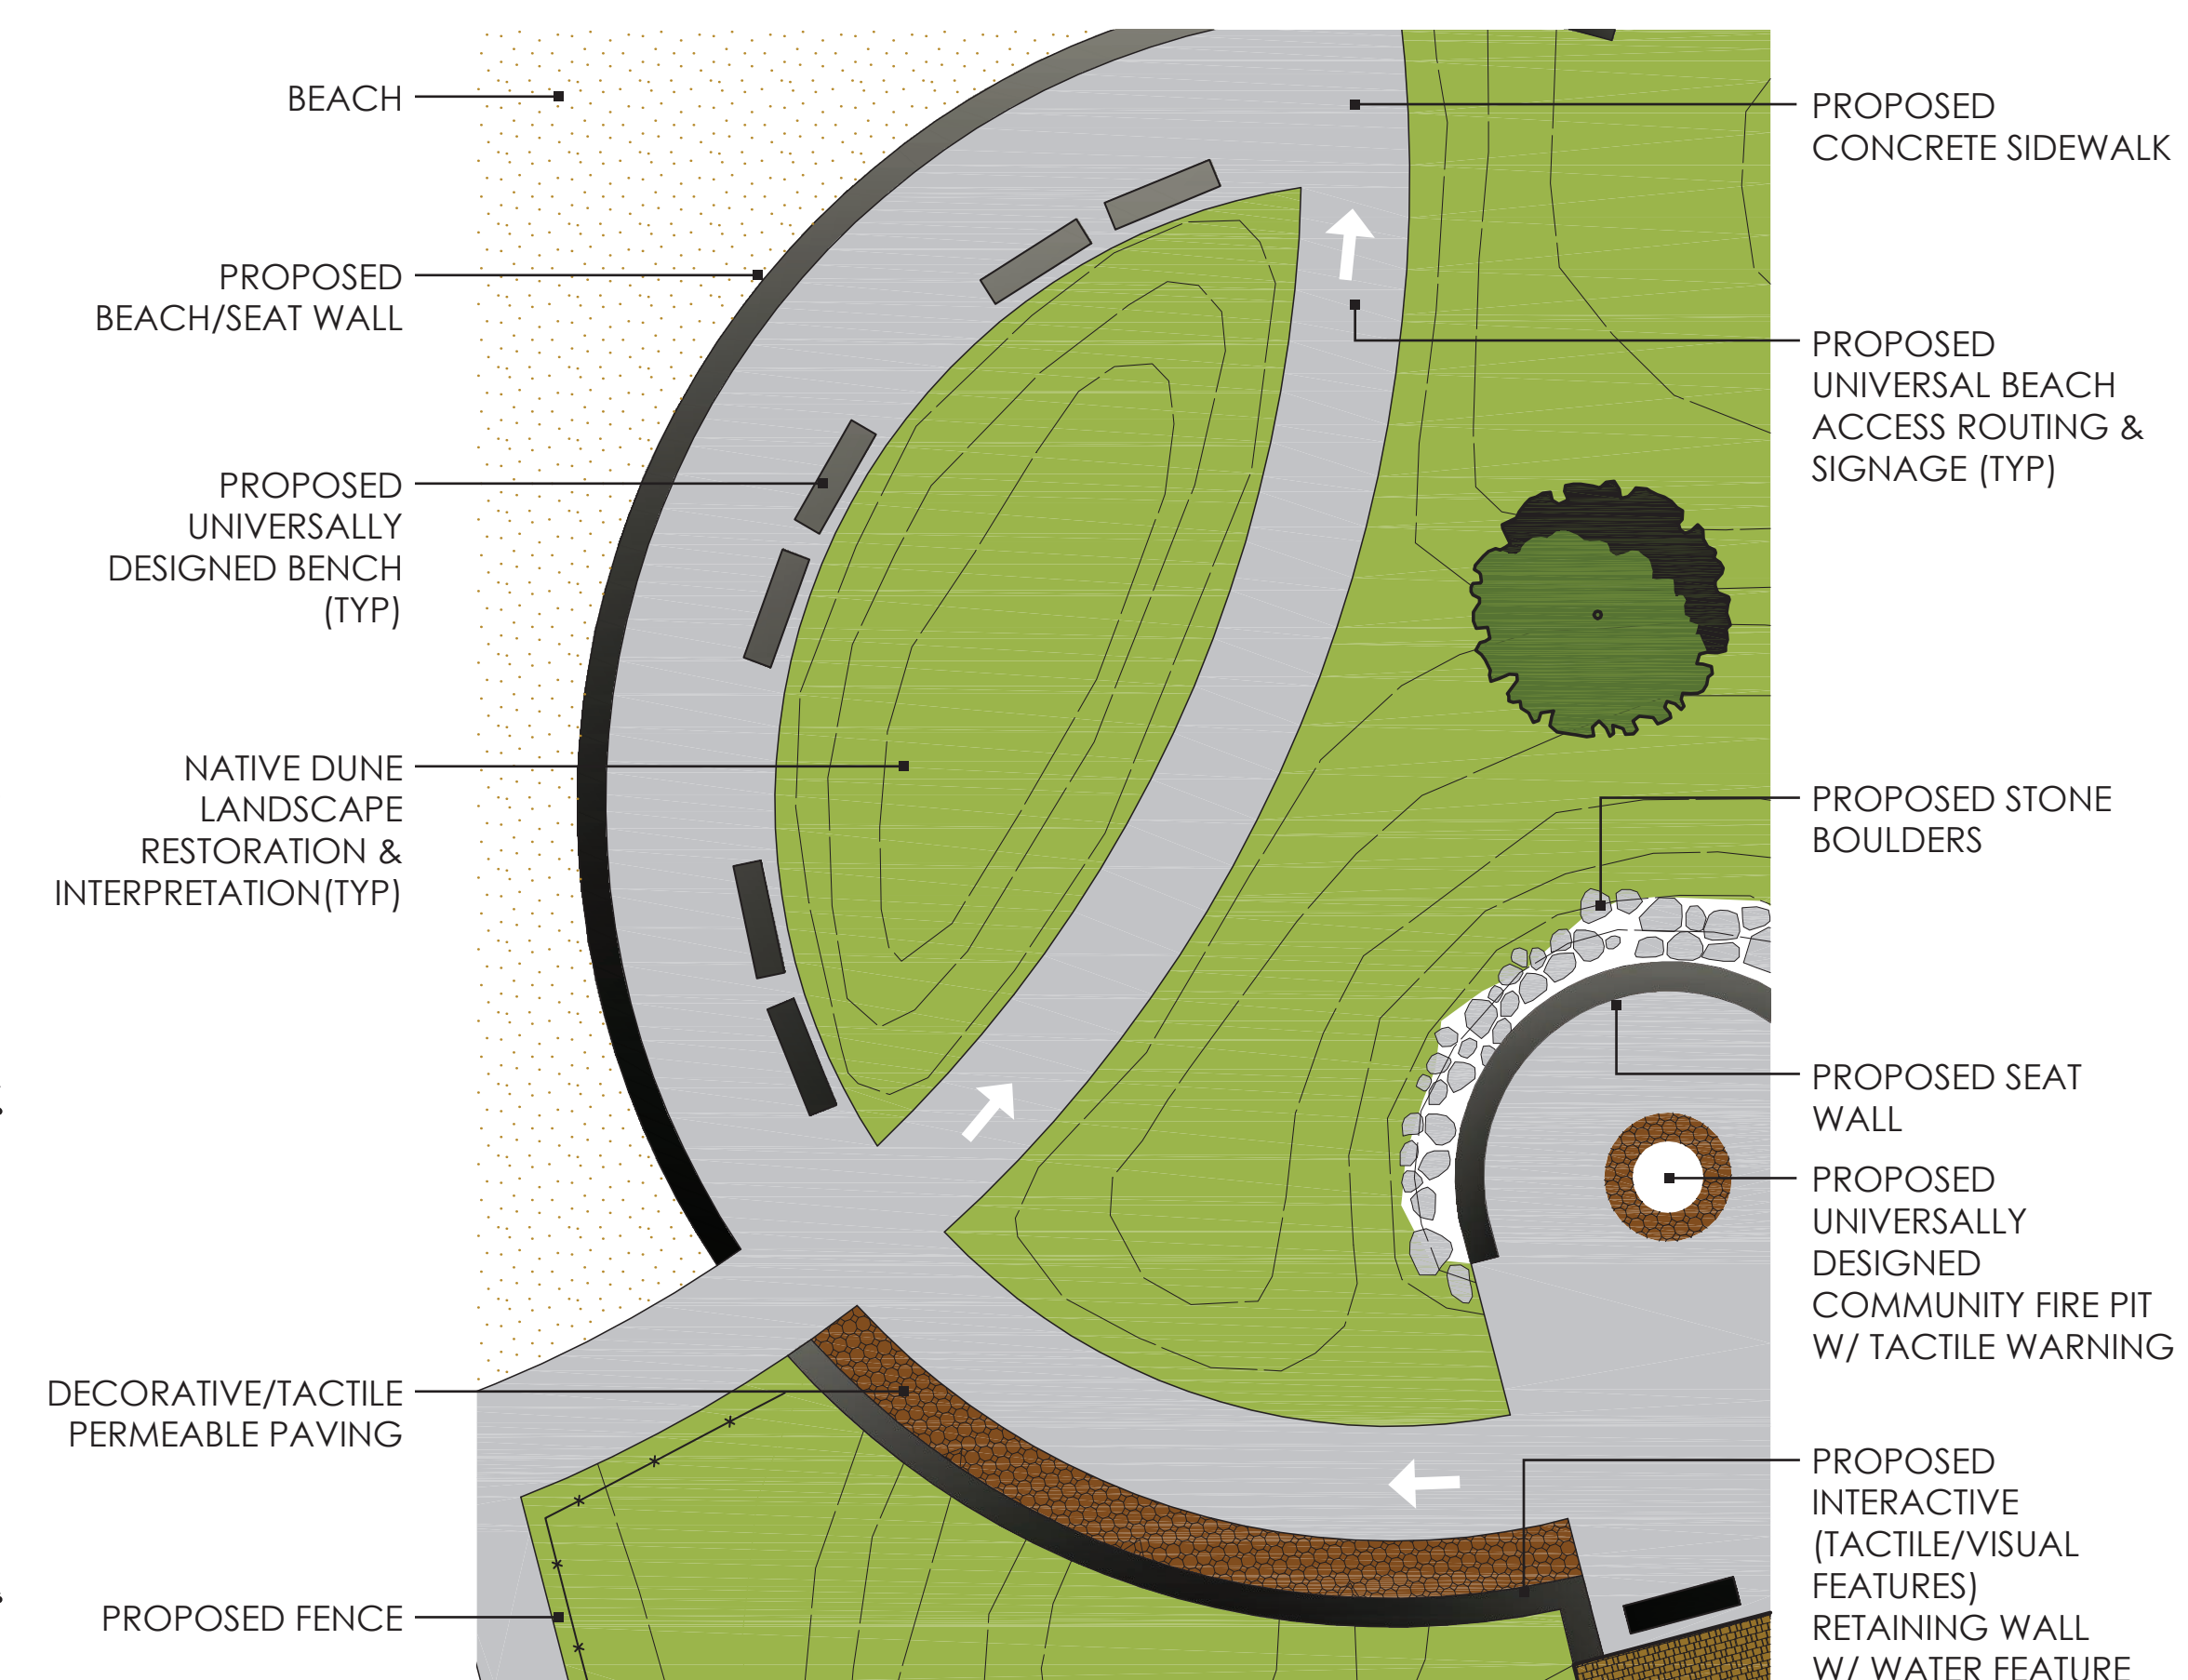 BEACH
PROPOSED
BEACH/SEAT WALL
PROPOSED
UNIVERSALLY
DESIGNED BENCH
(TYP)
NATIVE DUNE
LANDSCAPE
RESTORATION &
INTERPRETATION(TYP)
DECORATIVE/TACTILE
PERMEABLE PAVING
PROPOSED FENCE
PROPOSED
CONCRETE SIDEWALK
PROPOSED
UNIVERSAL BEACH
ACCESS ROUTING &
SIGNAGE (TYP)
PROPOSED STONE
BOULDERS
PROPOSED SEAT
WALL
PROPOSED
UNIVERSALLY
DESIGNED
COMMUNITY FIRE PIT
W/ TACTILE WARNING
PROPOSED
INTERACTIVE
(TACTILE/VISUAL
FEATURES)
RETAINING WALL
W/ WATER FEATURE